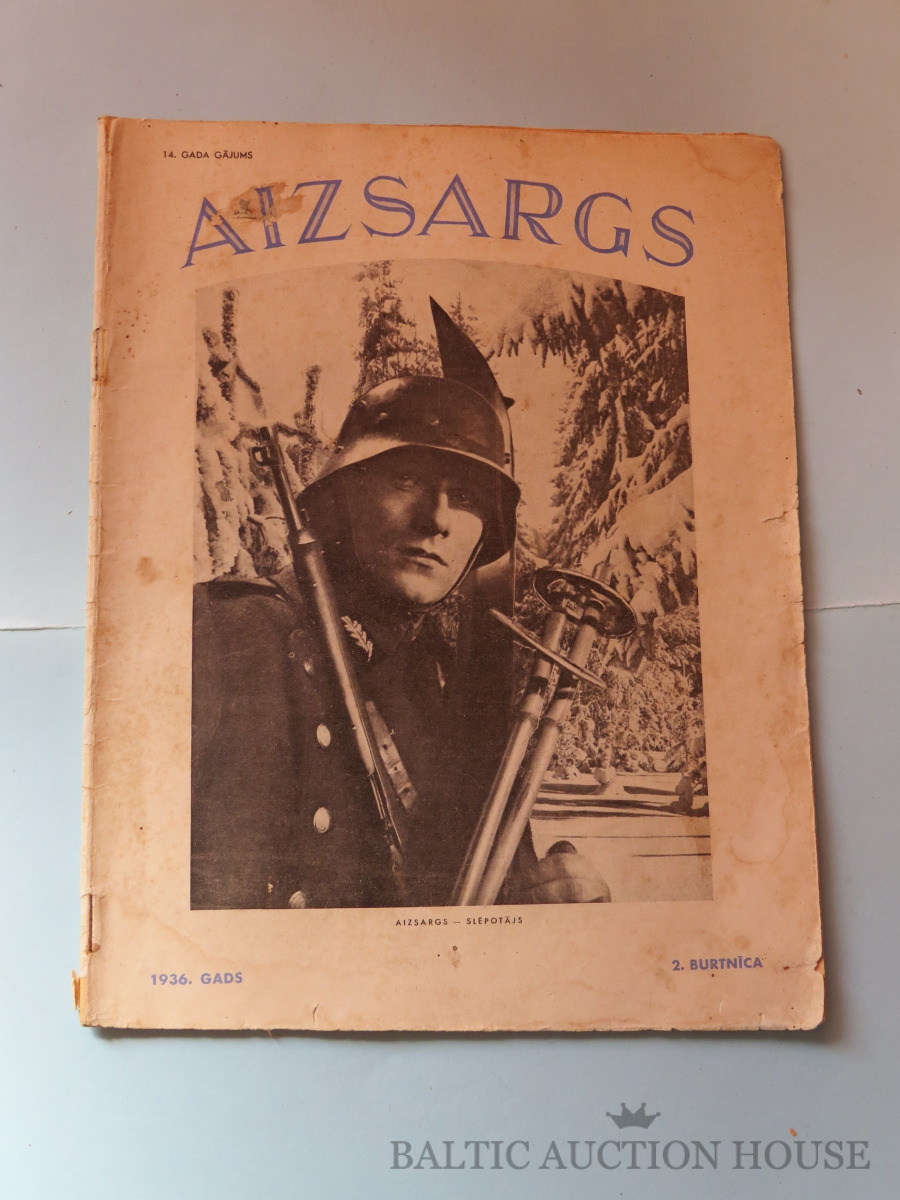 14. GADA GĀJUMS
AIZSARGS
AIZSARGS — SLĒPOTĀJS
1936. GADS
2. BURTNĪCA
BALTIC AUCTION HOUSE